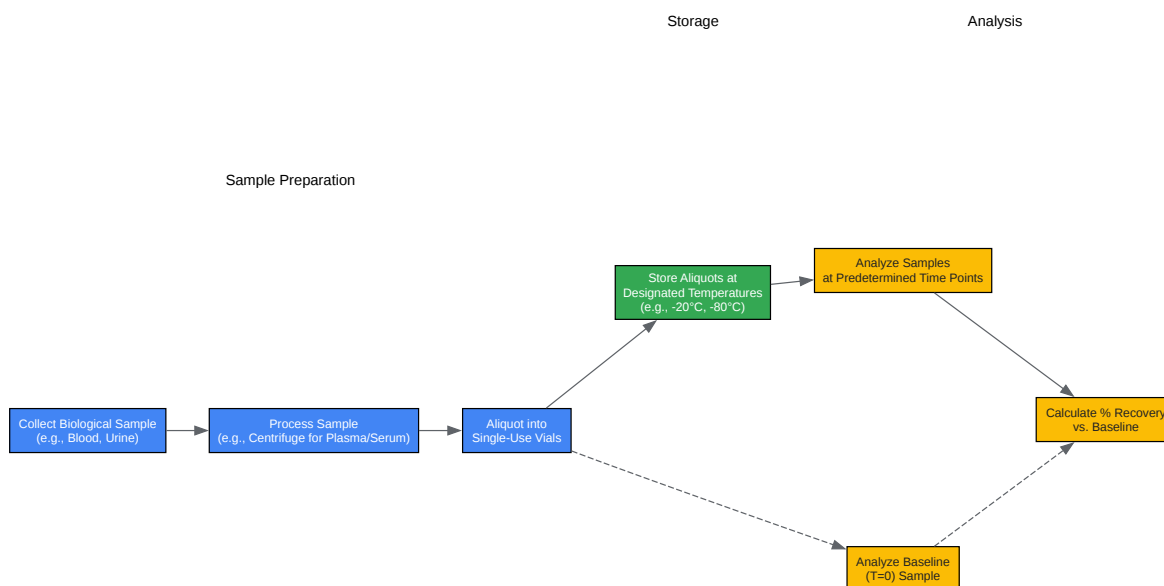 Storage
Analysis
Sample Preparation
Analyze Samples
at Predetermined Time Points
Store Aliquots at
Designated Temperatures
(e.g., -20°C, -80°C)
Collect Biological Sample
(e.g., Blood, Urine)
Process Sample
(e.g., Centrifuge for Plasma/Serum)
Aliquot into
Single-Use Vials
Calculate % Recovery
vs. Baseline
Analyze Baseline
(T=0) Sample